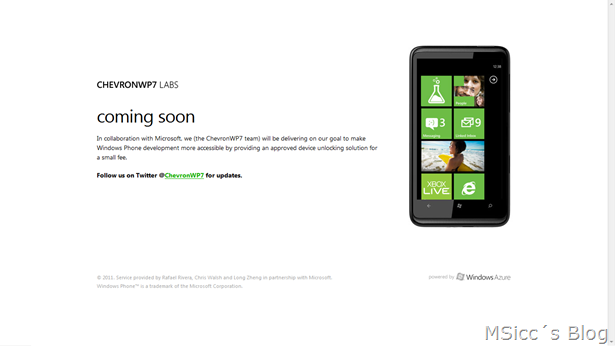 CHEVRONWP7 LABS
coming soon
In collaboration with Microsoft, we (the ChevronWP7 team) will be delivering on our goal to make
Windows Phone development more accessible by providing an approved device unlocking solution for
a small fee.
Follow us on Twitter @ChevronWP7 for updates.
12:38
People
3
Messaging
9
Linked Inbox
XBOX
LIVE
© 2011. Service provided by Rafael Rivera, Chris Walsh and Long Zheng in partnership with Microsoft.
Windows Phone™ is a trademark of the Microsoft Corporation.
powered by Windows Azure
MSicc´s Blog